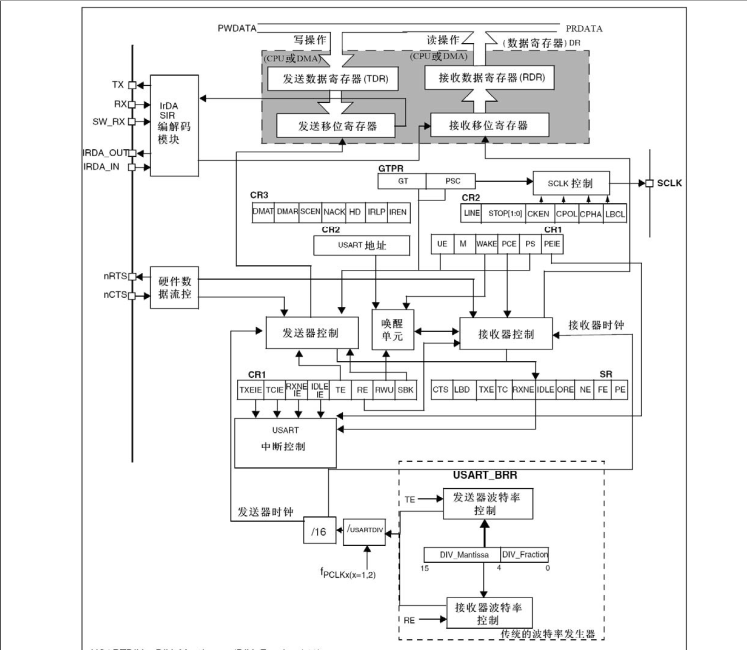 PWDATA
PRDATA
写操作
读操作
(数据寄存器) DR
(CPU或DMA)
(CPU或DMA)
发送数据寄存器(TDR)
接收数据寄存器(RDR)
TX
RX
SW_RX
IRDA_OUT
IRDA_IN
IrDA
SIR
编解码
模块
发送移位寄存器
接收移位寄存器
GTPR
GT
PSC
SCLK 控制
SCLK
CR3
DMAT DMAR SCEN NACK HD IRLP IREN
CR2
LINE STOP[1:0] CKEN CPOL CPHA LBCL
CR2
USART 地址
CR1
UE M WAKE PCE PS PEIE
nRTS
nCTS
硬件数
据流控
发送器控制
唤醒
单元
接收器控制
接收器时钟
CR1
TXEIE TCIE RXNE IE IDLE IE TE RE RWU SBK
SR
CTS LBD TXE TC RXNE IDLE ORE NE FE PE
USART
中断控制
USART_BRR
发送器时钟
TE
发送器波特率
控制
/16
/USARTDIV
DIV_Mantissa
DIV_Fraction
15 4 0
fPCLKx(x=1,2)
RE
接收器波特率
控制
传统的波特率发生器